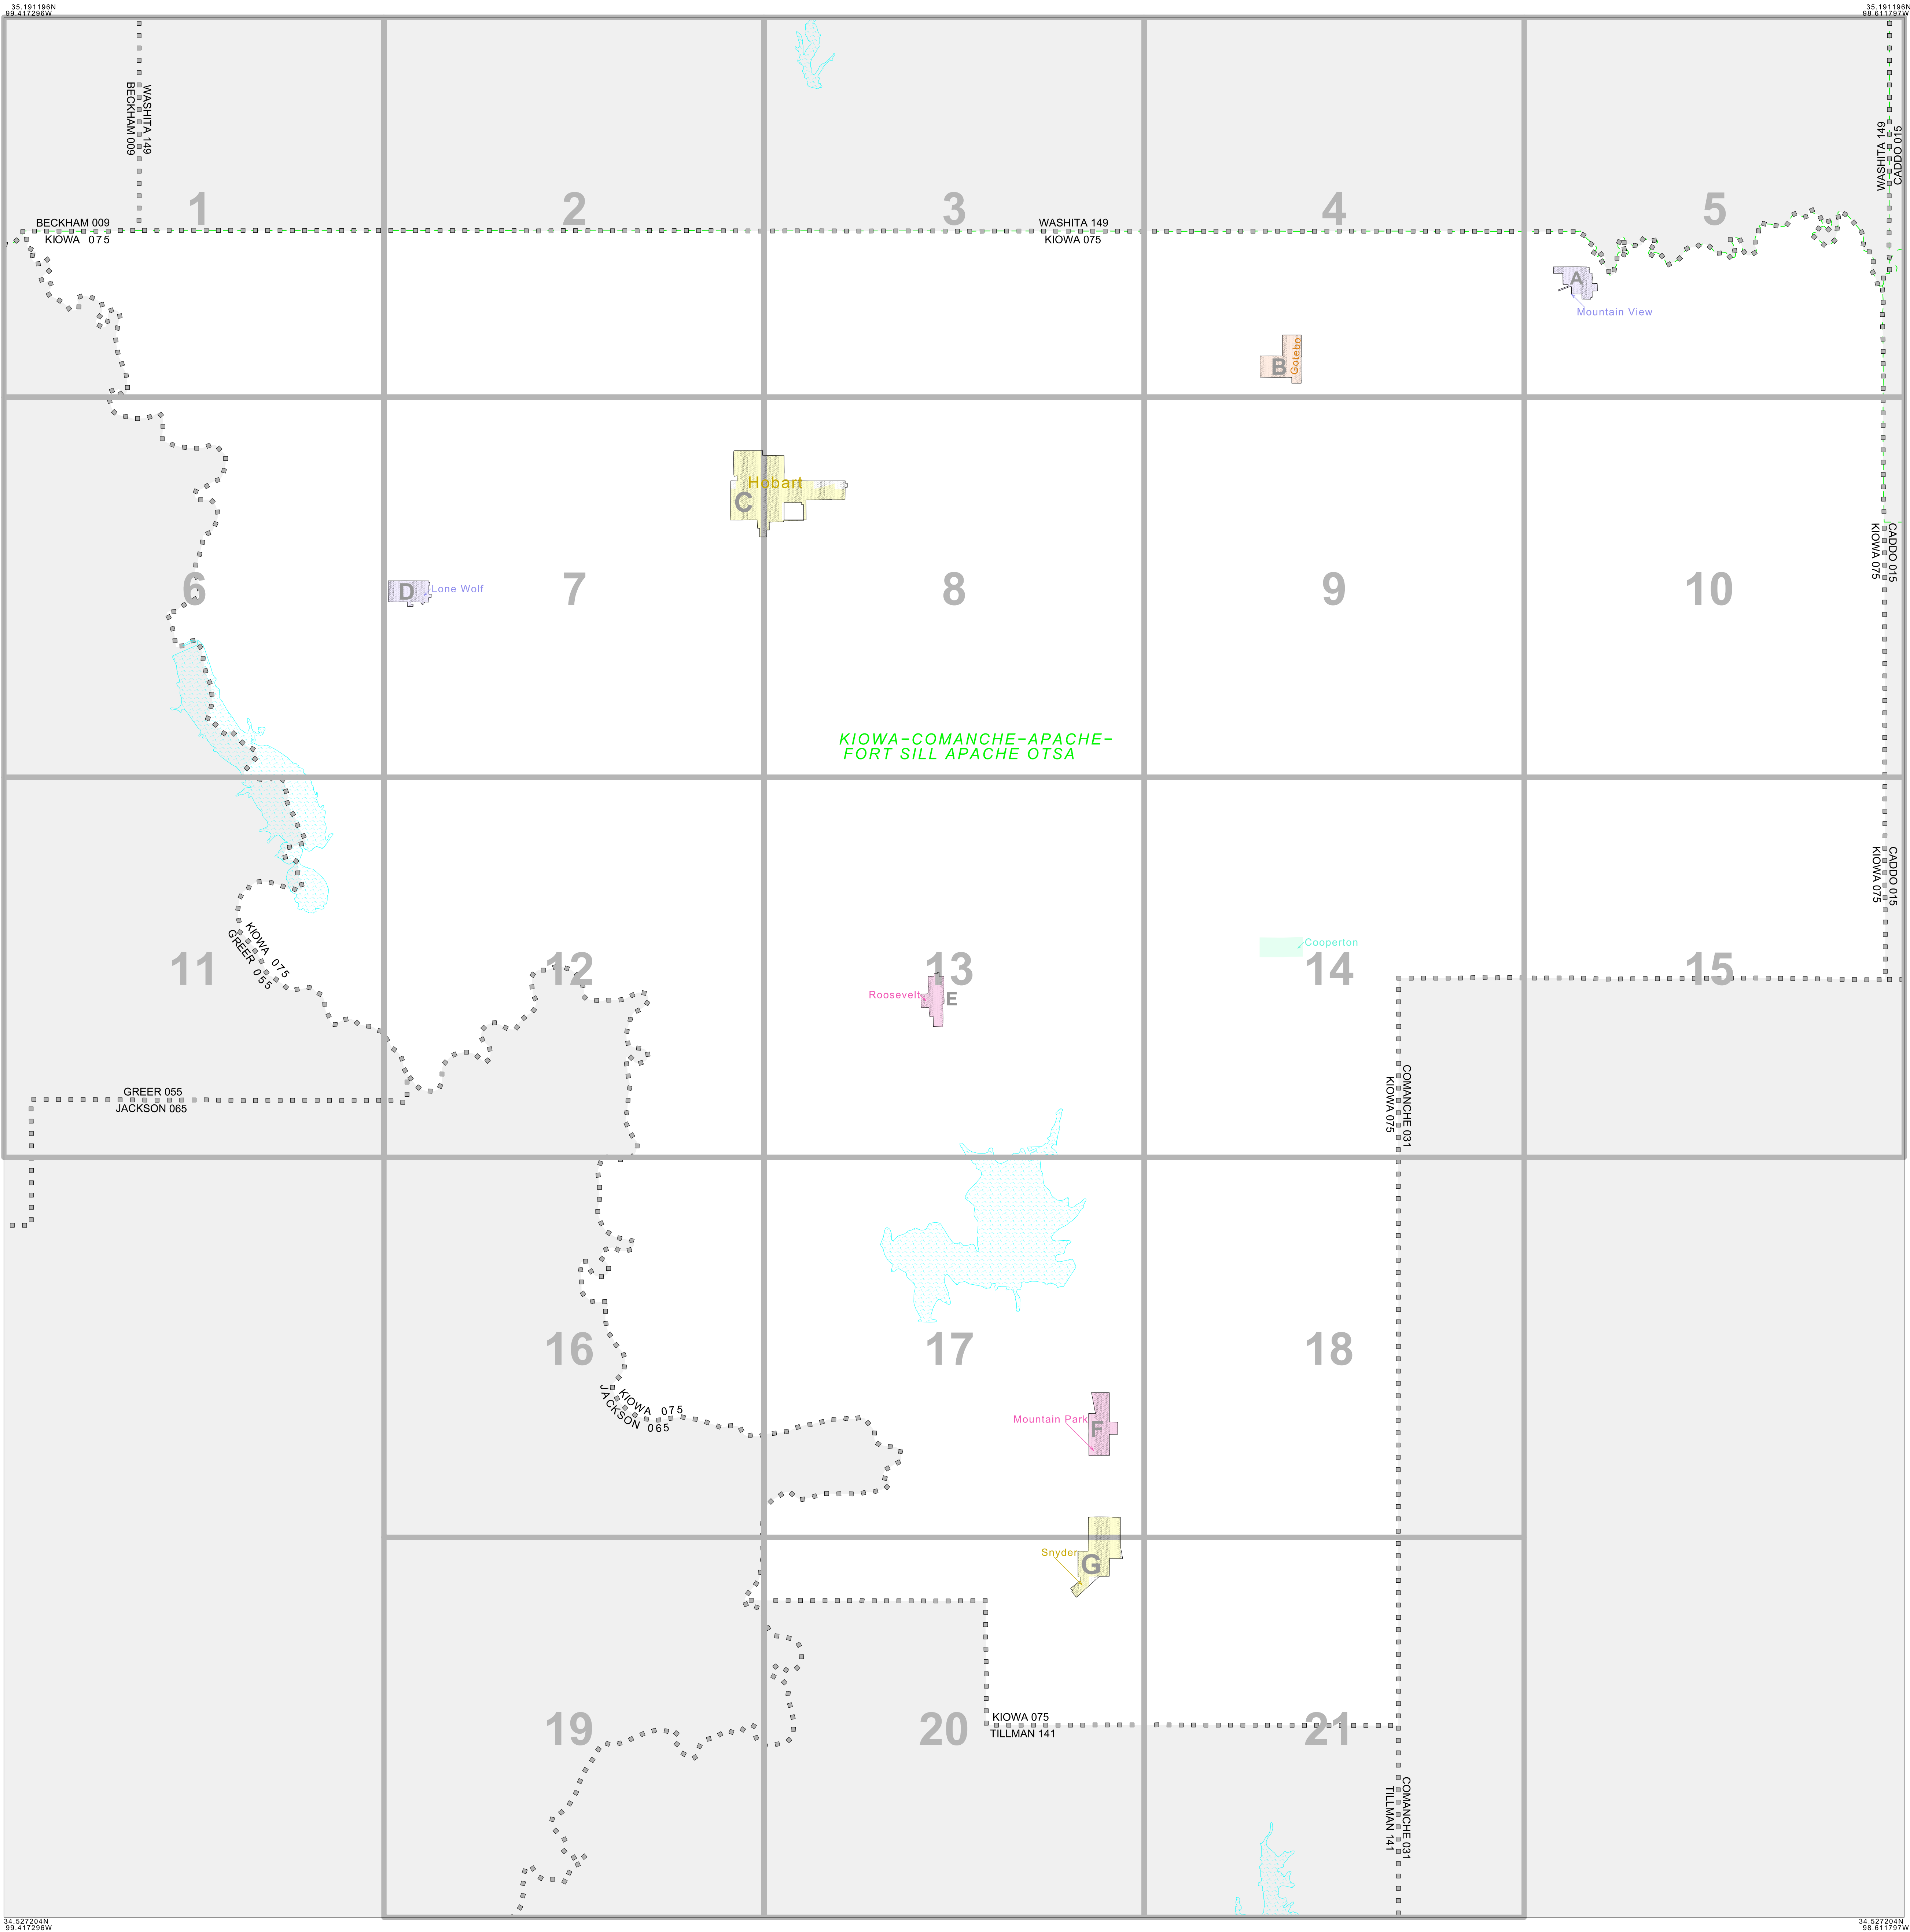 35.191196N
99.417296W
35.191196N
98.611797W
WASHITA 149
BECKHAM 009
WASHITA 149
CADDO 015
1
2
3
4
5
BECKHAM 009
KIOWA 075
WASHITA 149
KIOWA 075
A
Mountain View
B
Gotebo
Hobart
C
CADDO 015
KIOWA 075
6
D
Lone Wolf
7
8
9
10
KIOWA-COMANCHE-APACHE-
FORT SILL APACHE OTSA
CADDO 015
KIOWA 075
KIOWA 075
GREER 055
Cooperton
11
12
13
14
15
Roosevelt
E
GREER 055
JACKSON 065
COMANCHE 031
KIOWA 075
16
17
18
KIOWA 075
JACKSON 065
Mountain Park
F
Snyder
G
19
20
21
KIOWA 075
TILLMAN 141
COMANCHE 031
TILLMAN 141
34.527204N
99.417296W
34.527204N
98.611797W